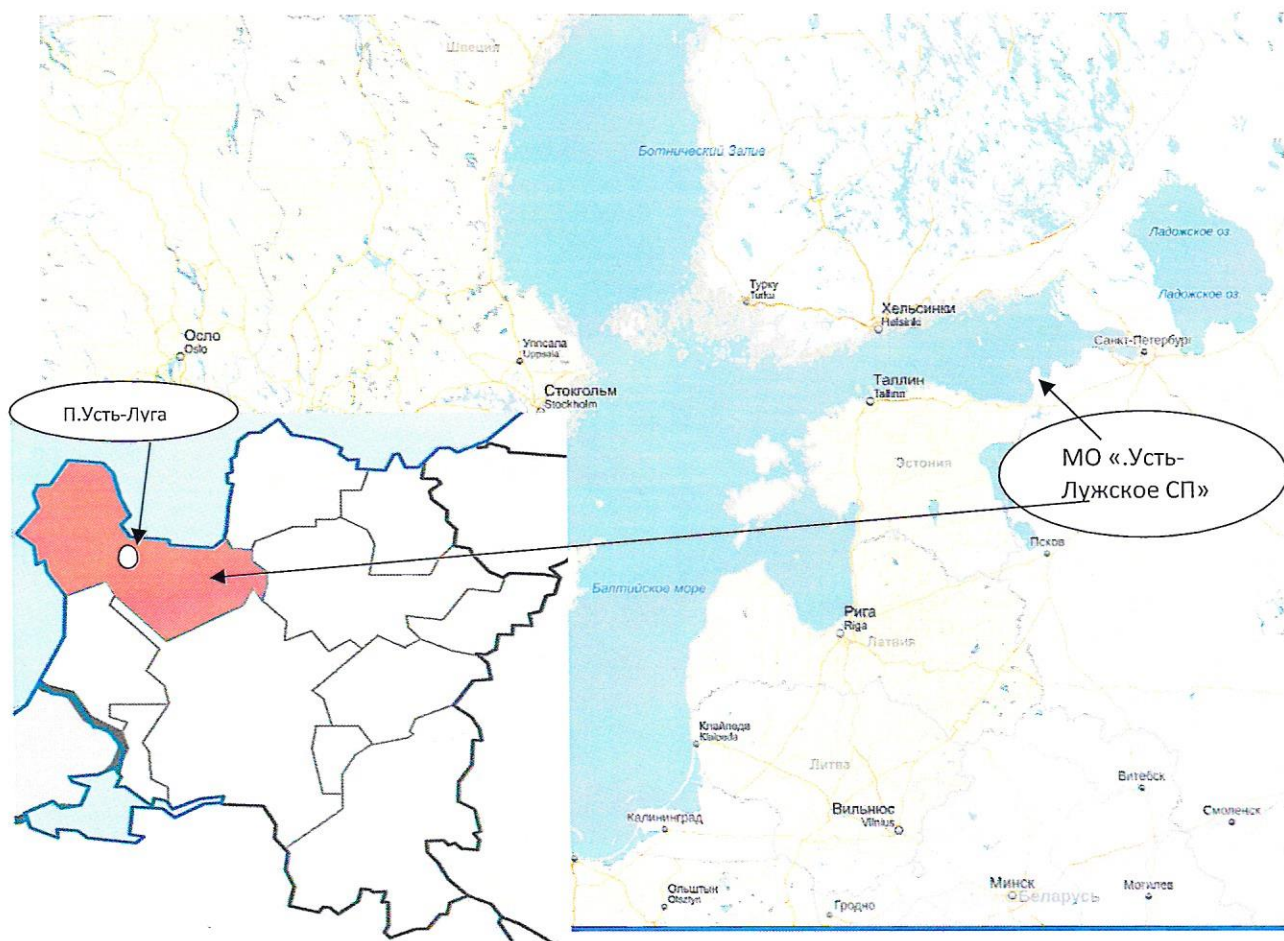 Швеция
Ботнический Залив
Ладожское оз.
Ладожское оз.
Турку
Turku
Хельсинки
Helsinki
Осло
Oslo
Уппсала
Uppsala
Санкт-Петербург
Стокгольм
Stockholm
Таллин
Tallinn
П.Усть-Луга
Эстония
МО «.Усть-
Лужское СП»
Псков
Балтийское море
Рига
Riga
Латвия
Клайпеда
Klaipeda
Литва
Витебск
Калининград
Вильнюс
Vilnius
Смоленск
Ольштын
Olsztyn
Гродно
Минск
Беларусь
Могилев